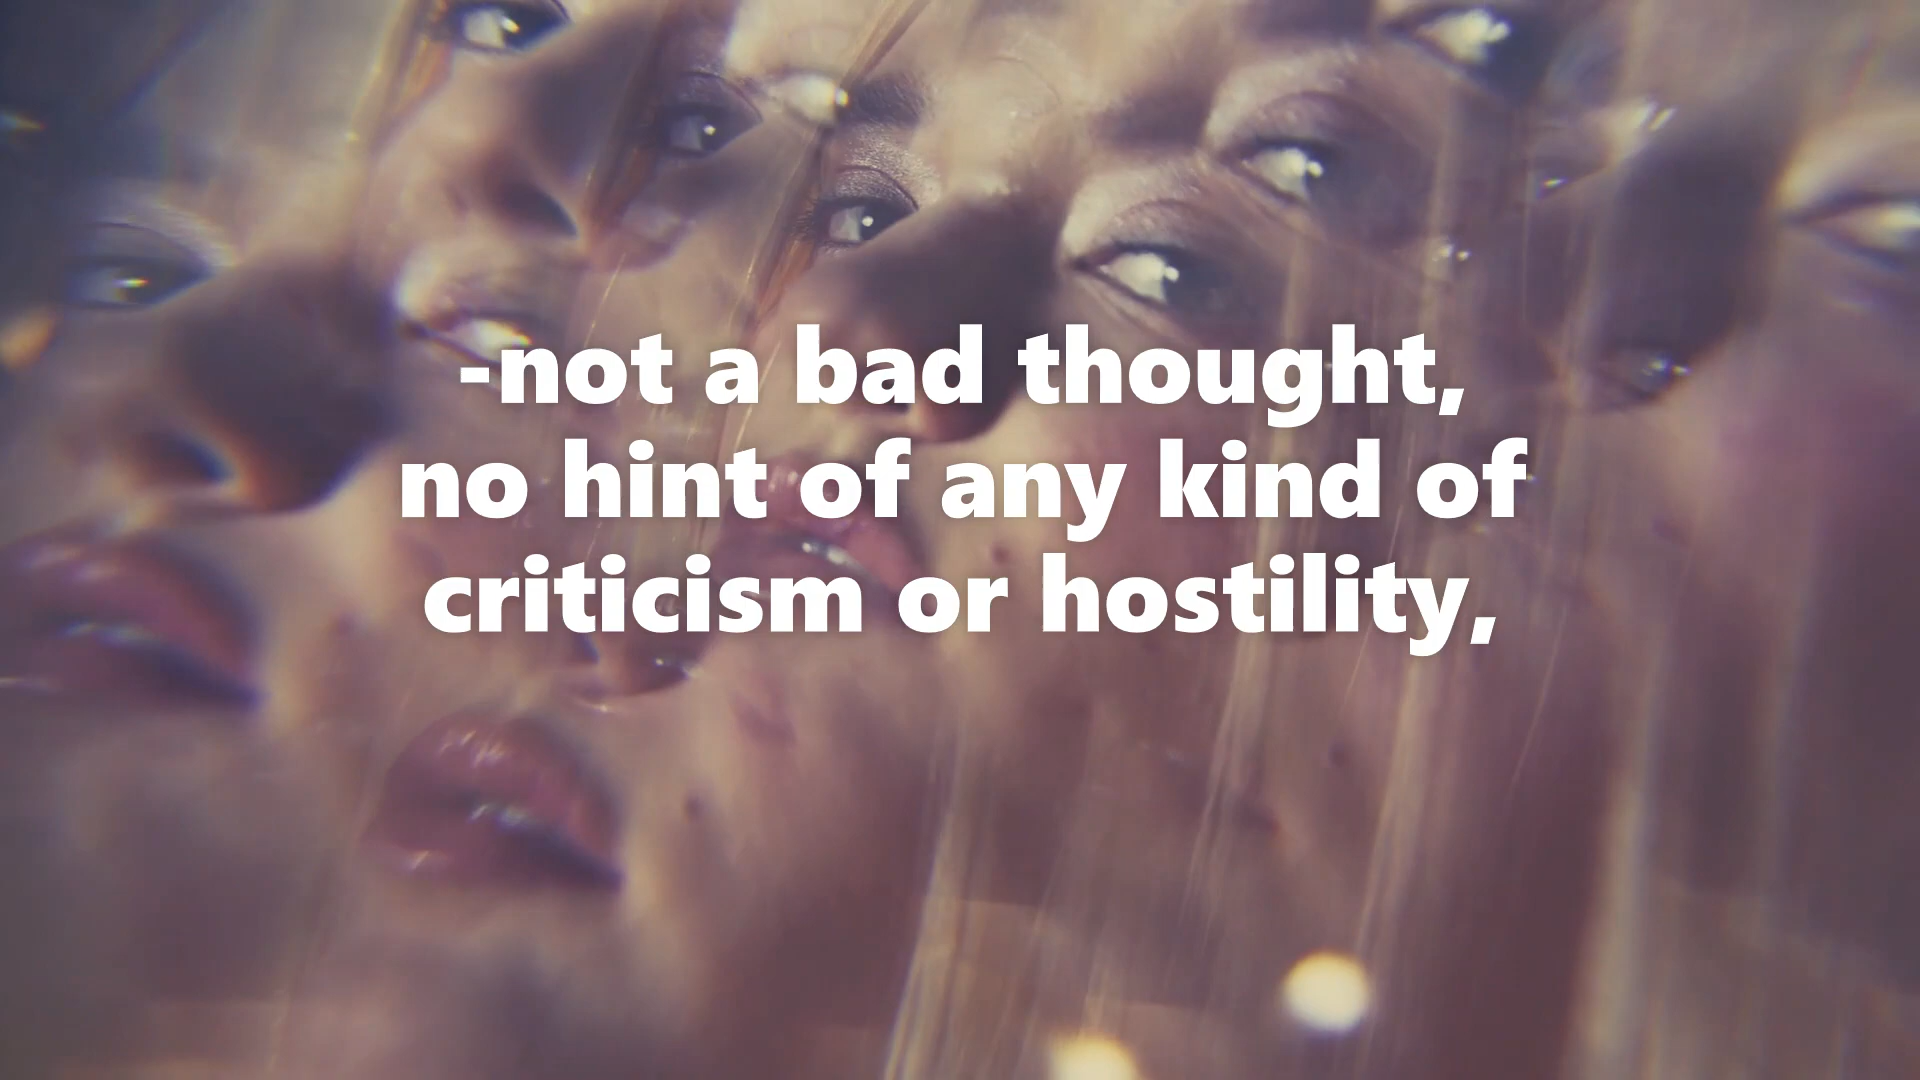 -not a bad thought,
no hint of any kind of
criticism or hostility,